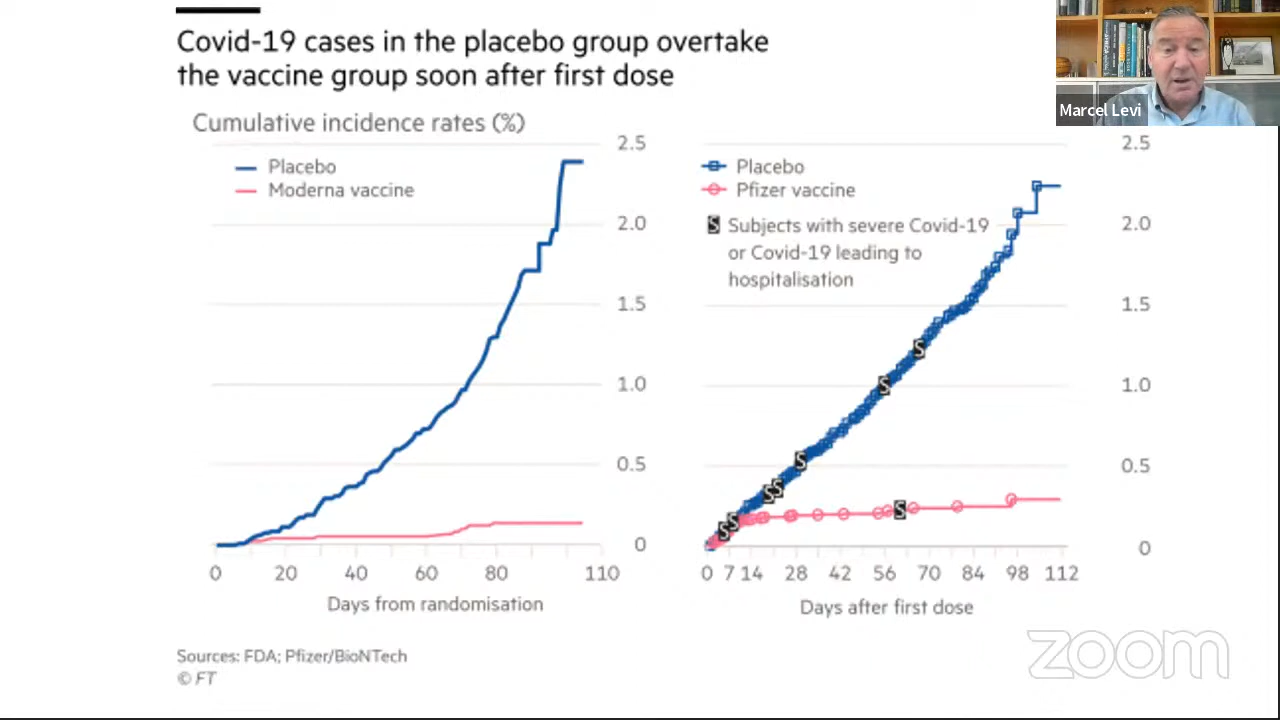 Covid-19 cases in the placebo group overtake
the vaccine group soon after first dose
Marcel Levi
Cumulative incidence rates (%)
Placebo
Moderna vaccine
2.5
2.0
1.5
1.0
0.5
0
0 20 40 60 80 110
Days from randomisation
Placebo
Pfizer vaccine
S Subjects with severe Covid-19
or Covid-19 leading to
hospitalisation
S S S S S S S S
2.5
2.0
1.5
1.0
0.5
0
0 7 14 28 42 56 70 84 98 112
Days after first dose
Sources: FDA; Pfizer/BioNTech
© FT
zoom